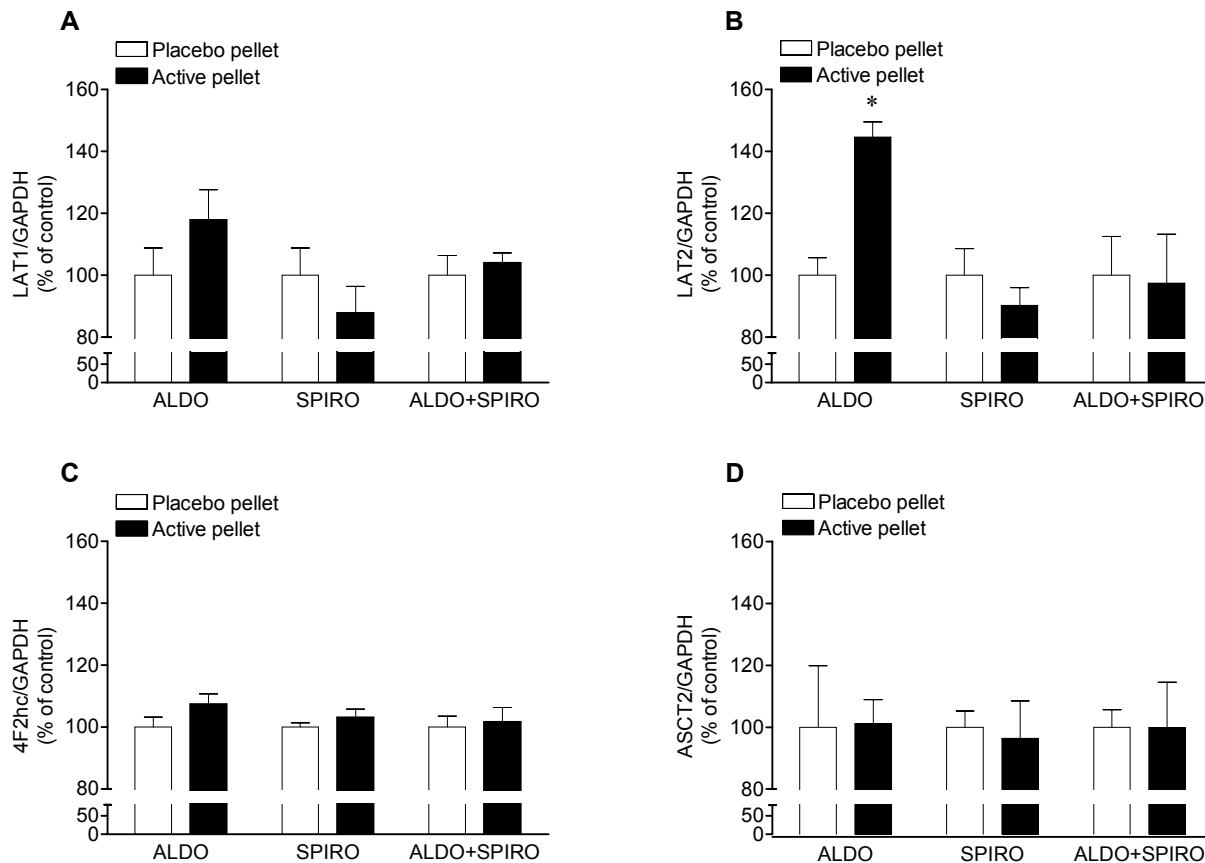 A
Placebo pellet
Active pellet
LAT1/GAPDH
(% of control)
160
140
120
100
80
50
0
ALDO
SPIRO
ALDO+SPIRO
B
Placebo pellet
Active pellet
LAT2/GAPDH
(% of control)
160
140
120
100
80
50
0
*
ALDO
SPIRO
ALDO+SPIRO
C
Placebo pellet
Active pellet
4F2hc/GAPDH
(% of control)
160
140
120
100
80
50
0
ALDO
SPIRO
ALDO+SPIRO
D
Placebo pellet
Active pellet
ASCT2/GAPDH
(% of control)
160
140
120
100
80
50
0
ALDO
SPIRO
ALDO+SPIRO